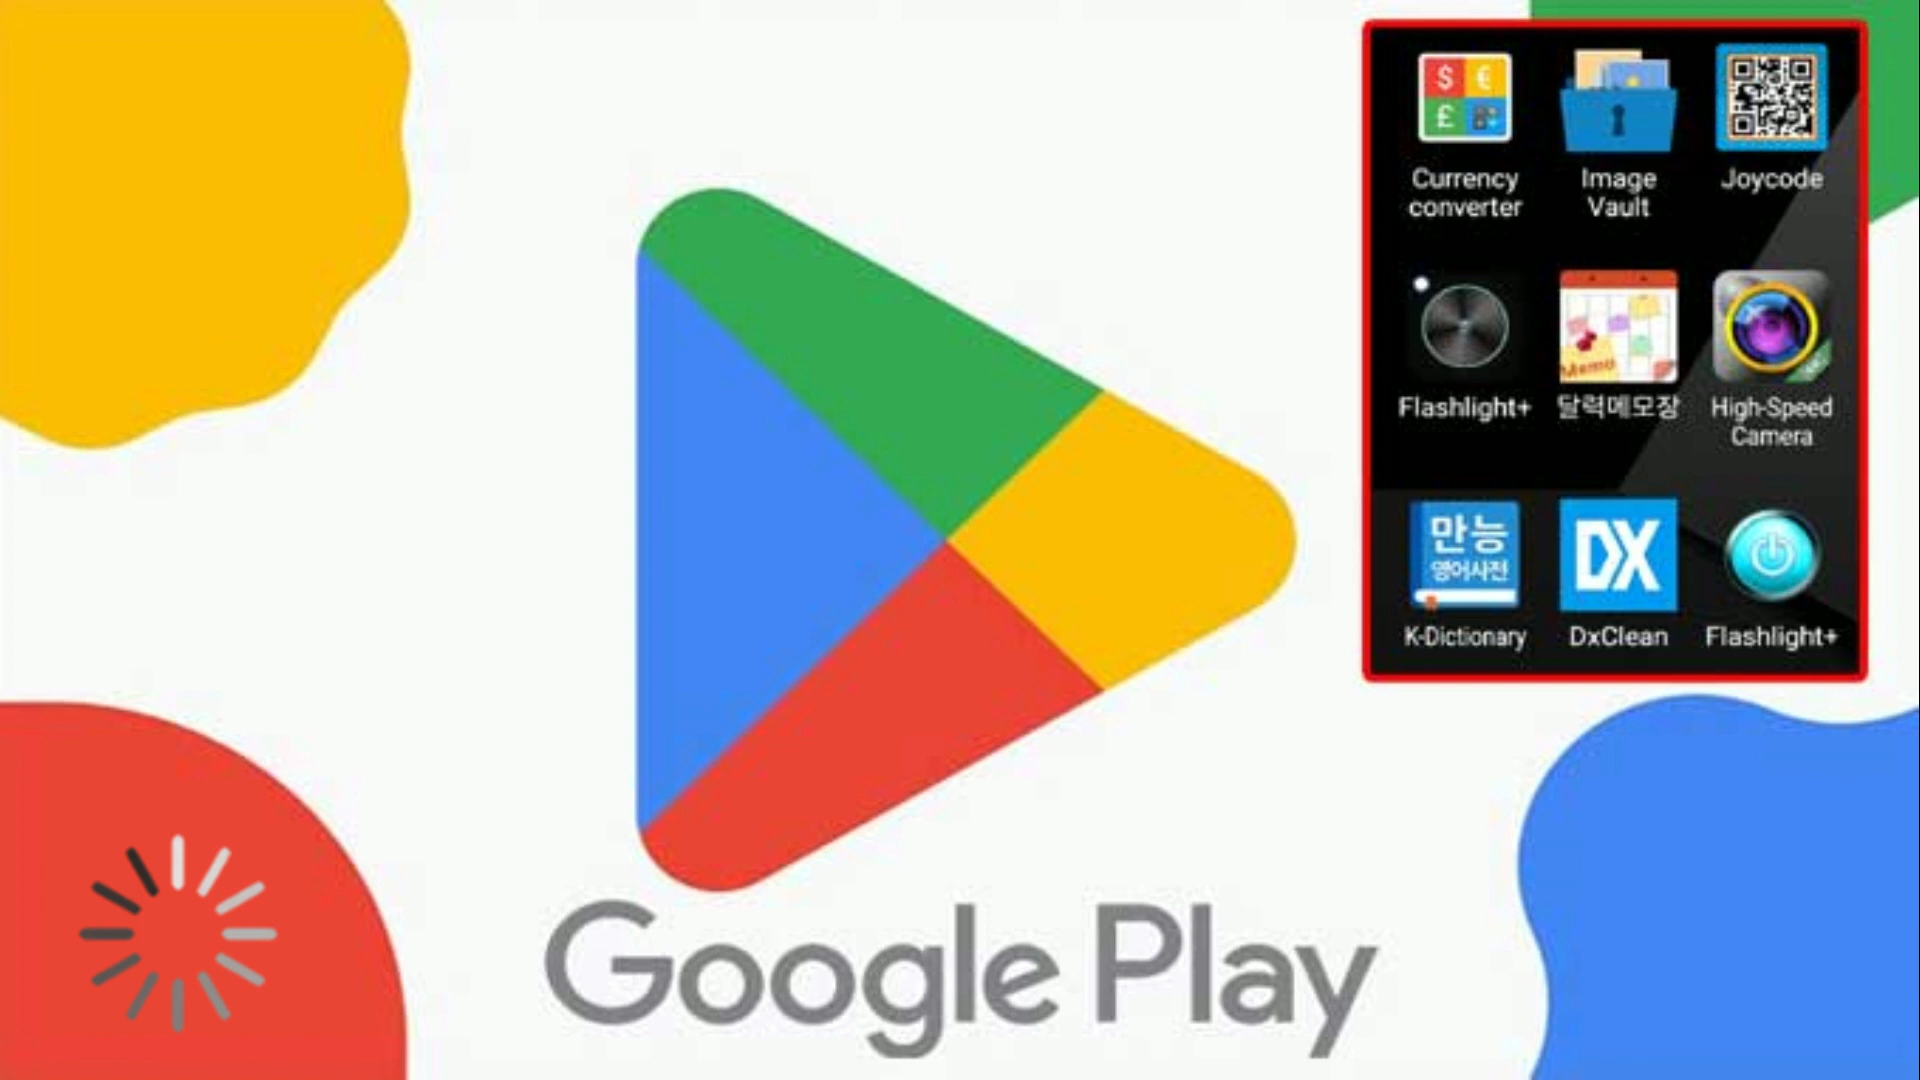 $ €
£
Currency
converter
Image
Vault
Joycode
Memo
Flashlight+
달력메모장
High-Speed
Camera
만능
영어사전
DX
K-Dictionary
DxClean
Flashlight+
Google Play